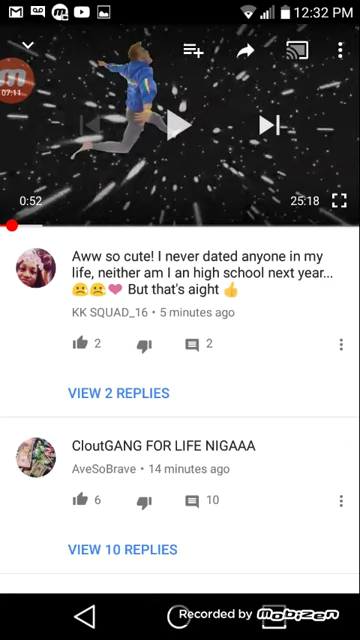 12:32 PM
07:11
0:52
25:18
Aww so cute! I never dated anyone in my
life, neither am I an high school next year...
☹️☹️💗 But that's aight 👍
KK SQUAD_16 • 5 minutes ago
2
2
VIEW 2 REPLIES
CloutGANG FOR LIFE NIGAAA
AveSoBrave • 14 minutes ago
6
10
VIEW 10 REPLIES
Recorded by Mobizen